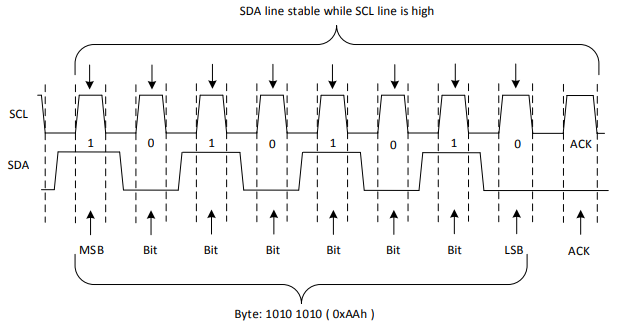 SDA line stable while SCL line is high
SCL
1 0 1 0 1 0 1 0 ACK
SDA
MSB Bit Bit Bit Bit Bit Bit LSB ACK
Byte: 1010 1010 ( 0xAAh )